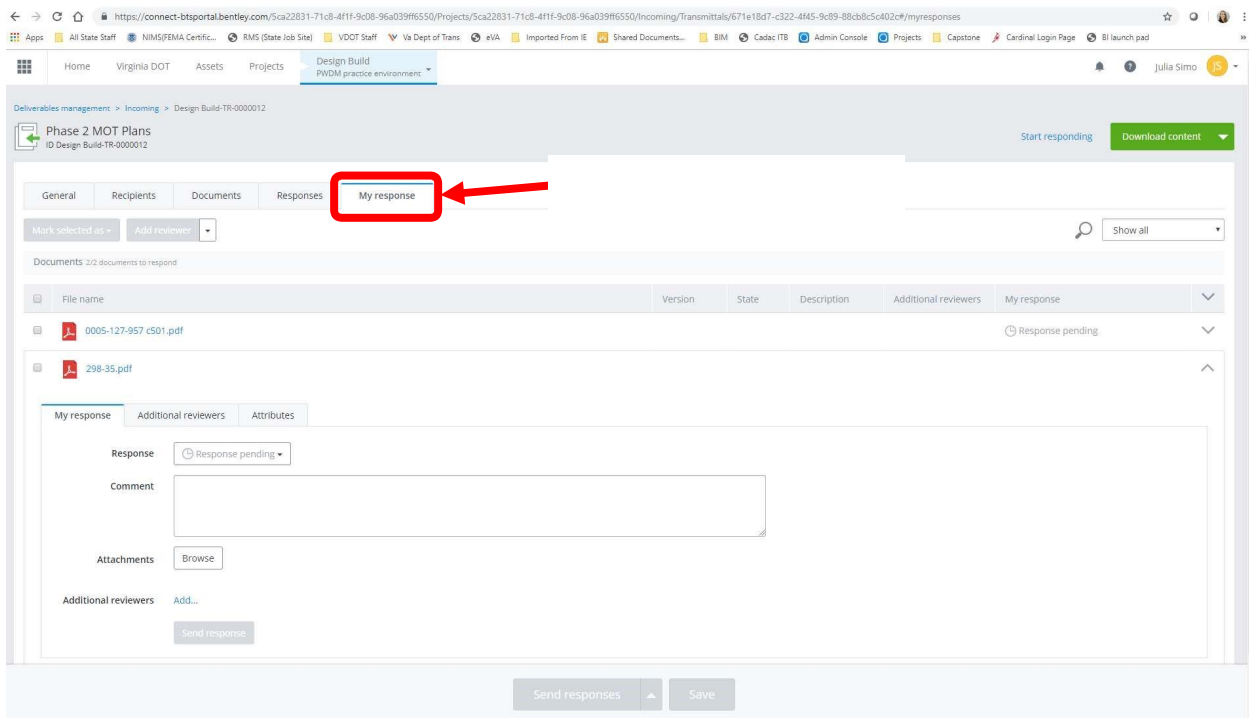 https://connect-btsportal.bentley.com/5ca22831-71c8-4f1f-9c08-96a039ff6550/Projects/5ca22831-71c8-4f1f-9c08-96a039ff6550/Incoming/Transmittals/671e18d7-c322-4f45-9c89-88cb8c5c402c#/myresponses
Apps All State Staff NIMS(FEMA Certific... RMS (State Job Site) VDOT Staff Va Dept of Trans eVA Imported From IE Shared Documents... BIM Cadac ITB Admin Console Projects Capstone Cardinal Login Page BI launch pad »
Home Virginia DOT Assets Projects Design Build
PWDM practice environment
Julia Simo JS
Deliverables management > Incoming > Design Build-TR-0000012
Phase 2 MOT Plans
ID Design Build-TR-0000012
Start responding Download content
General Recipients Documents Responses My response
Mark selected as Add reviewer Show all
Documents 2/2 documents to respond
File name Version State Description Additional reviewers My response
0005-127-957 c501.pdf Response pending
298-35.pdf
My response Additional reviewers Attributes
Response Response pending
Comment
Attachments Browse
Additional reviewers Add...
Send response
Send responses Save